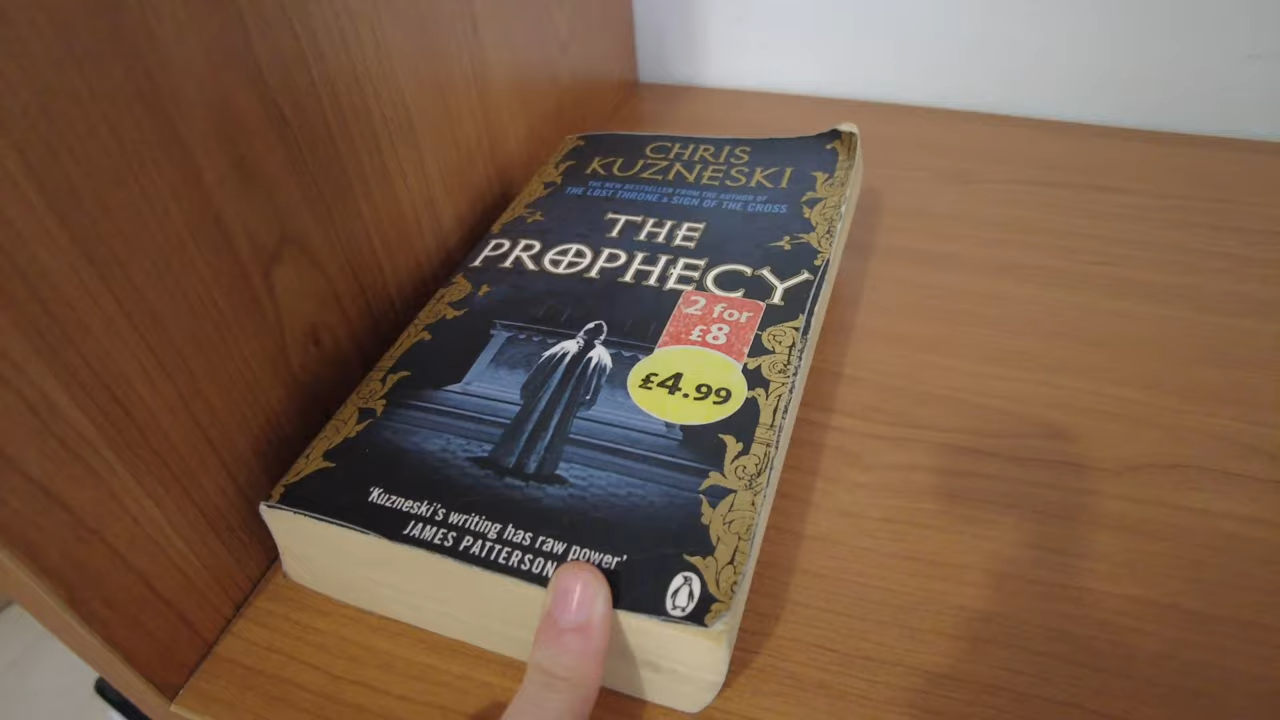 CHRIS
KUZNESKI
THE NEW BESTSELLER FROM THE AUTHOR OF
THE LOST THRONE & SIGN OF THE CROSS
THE
PROPHECY
2 for
£8
£4.99
'Kuzneski's writing has raw power'
JAMES PATTERSON